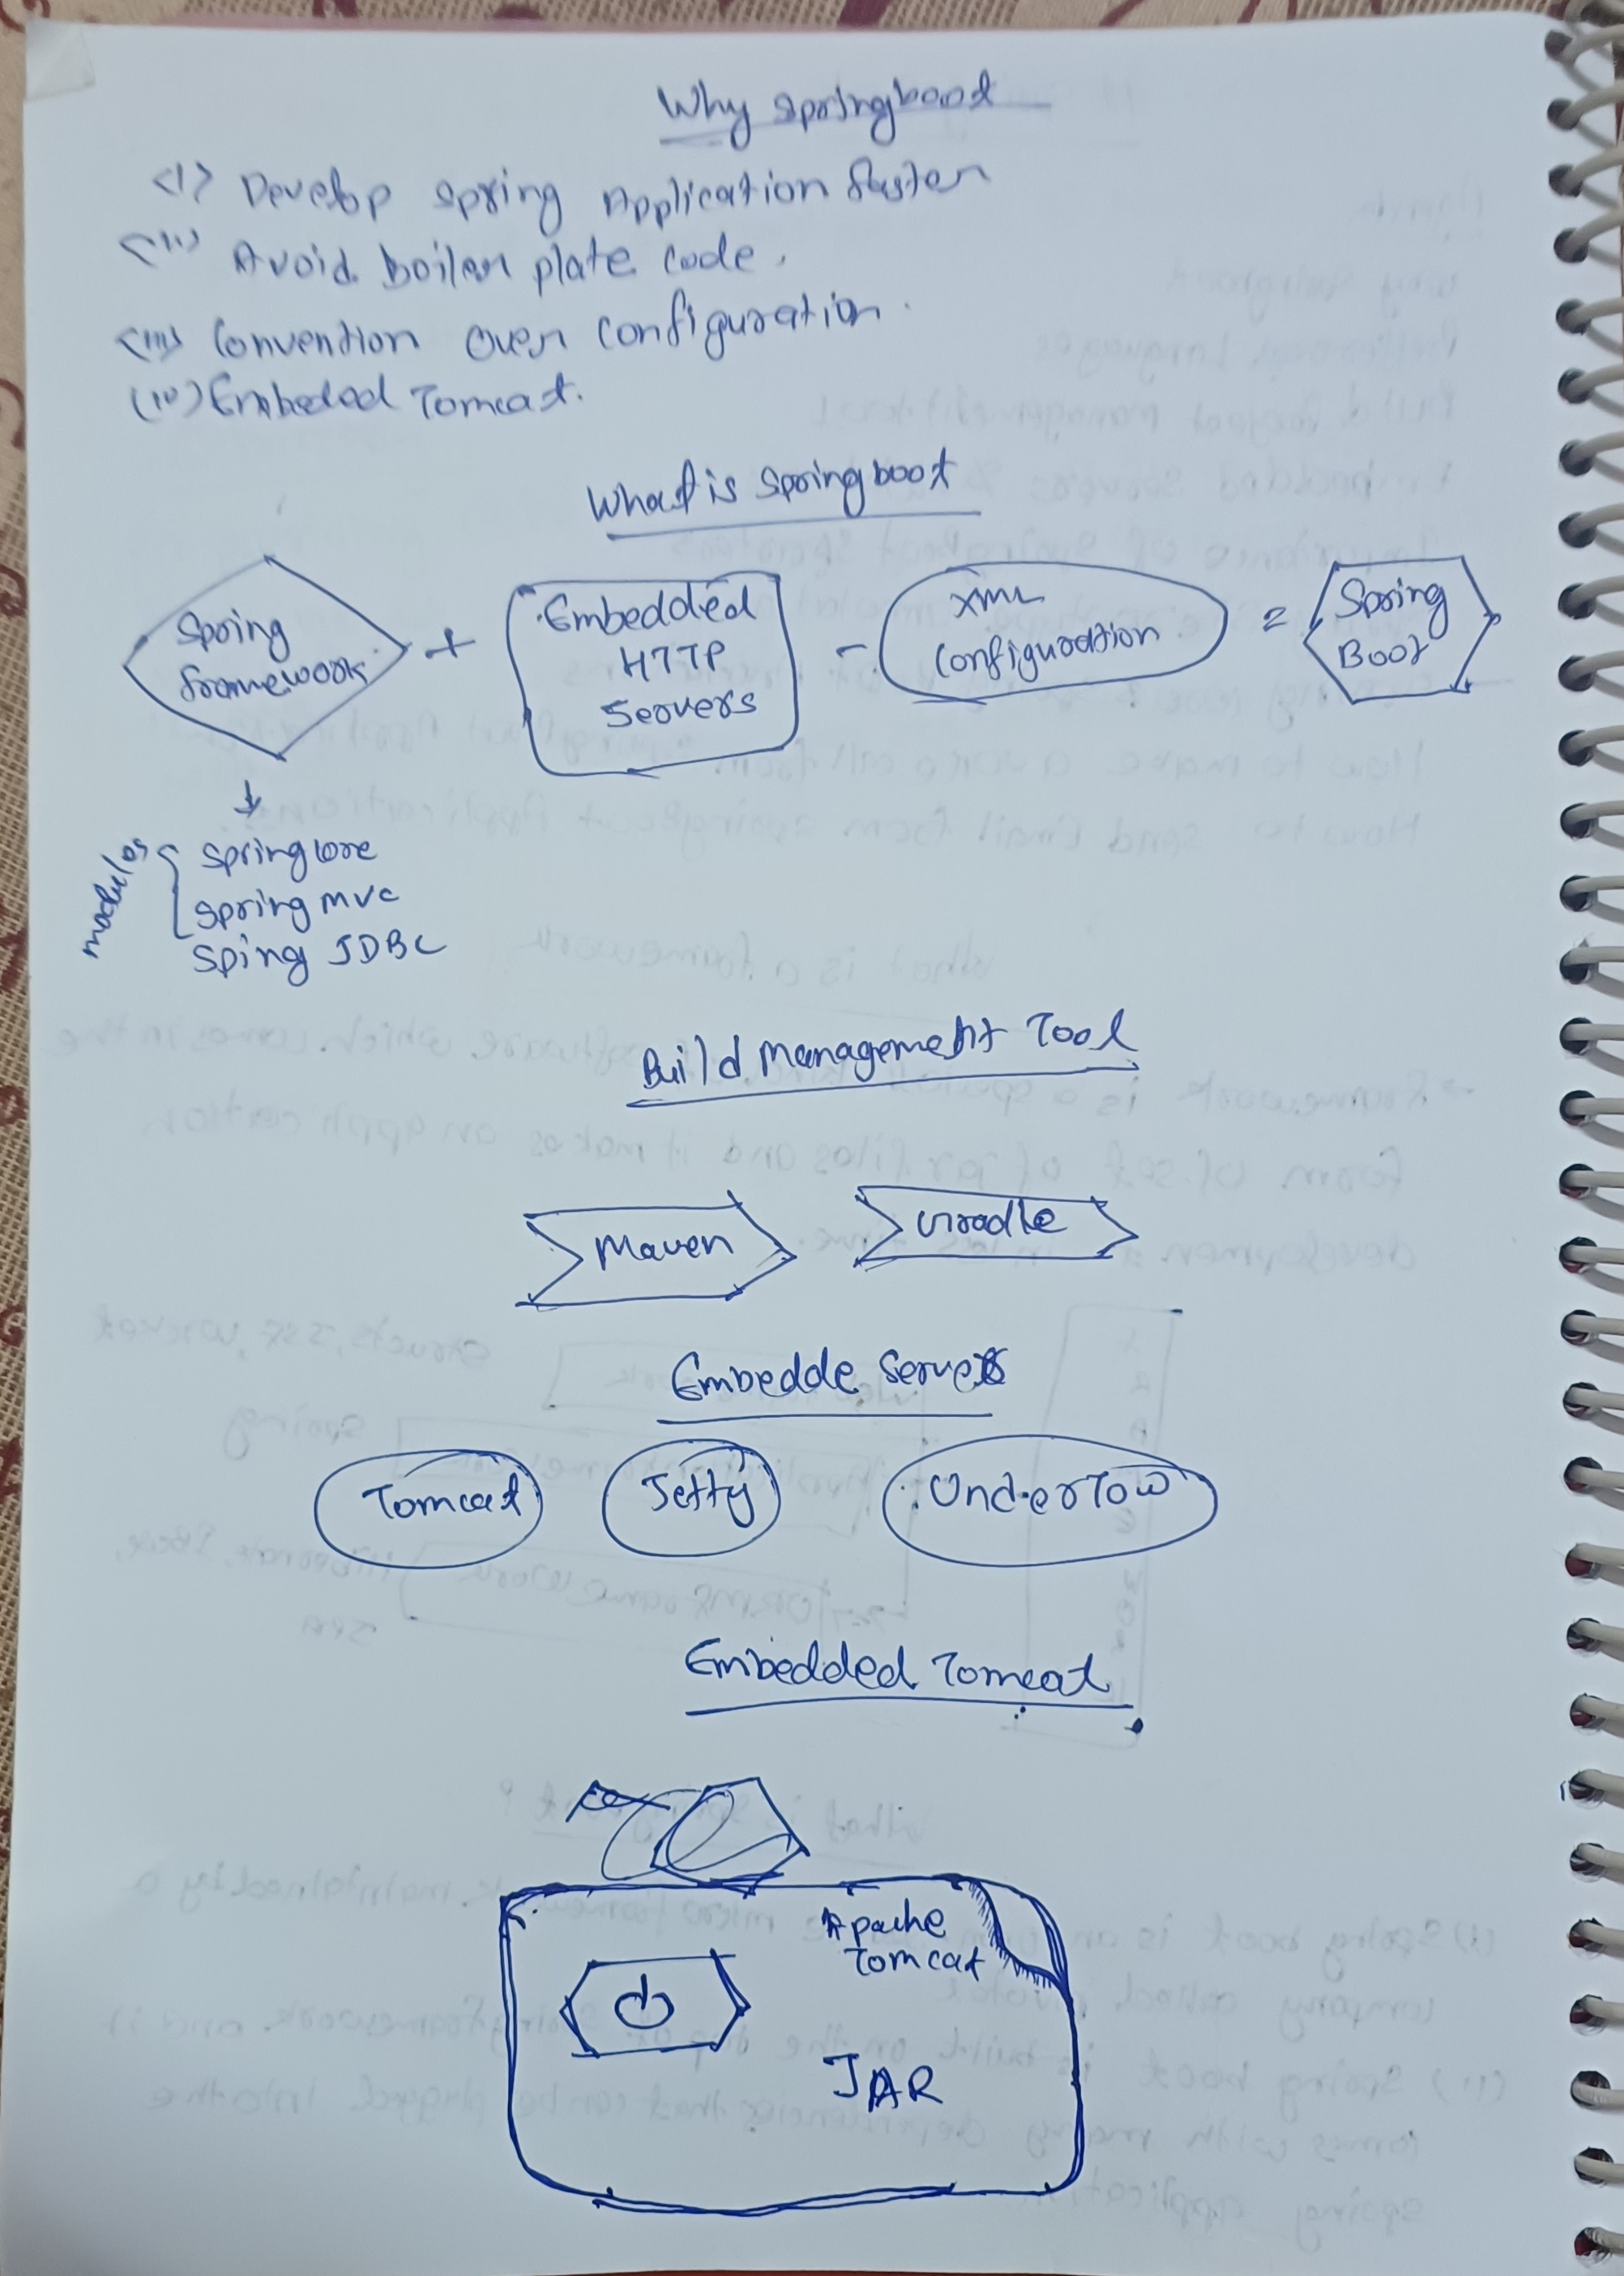 Why Springboot
<I> Develop Spring Application faster
<II> Avoid boiler plate code.
<III> Convention over Configuration.
(IV) Embeded Tomcat.
What is Spring boot
Spring framework + Embedded HTTP Servers - XML Configuration = Spring Boot
modules
Spring core
Spring mvc
Sping JDBC
Build Management Tool
Maven Gradle
Embedde Servers
Tomcat Jetty UnderTow
Embedded Tomcat
Apache
Tomcat
JAR